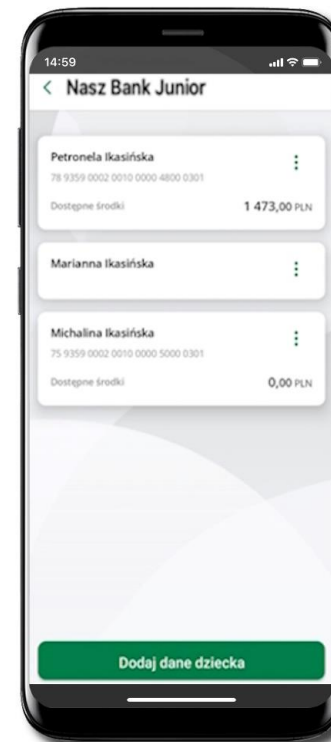 14:59
< Nasz Bank Junior
Petronela Ikasińska
78 9359 0002 0010 0000 4800 0301
Dostępne środki 1 473,00 PLN
Marianna Ikasińska
Michalina Ikasińska
75 9359 0002 0010 0000 5000 0301
Dostępne środki 0,00 PLN
Dodaj dane dziecka